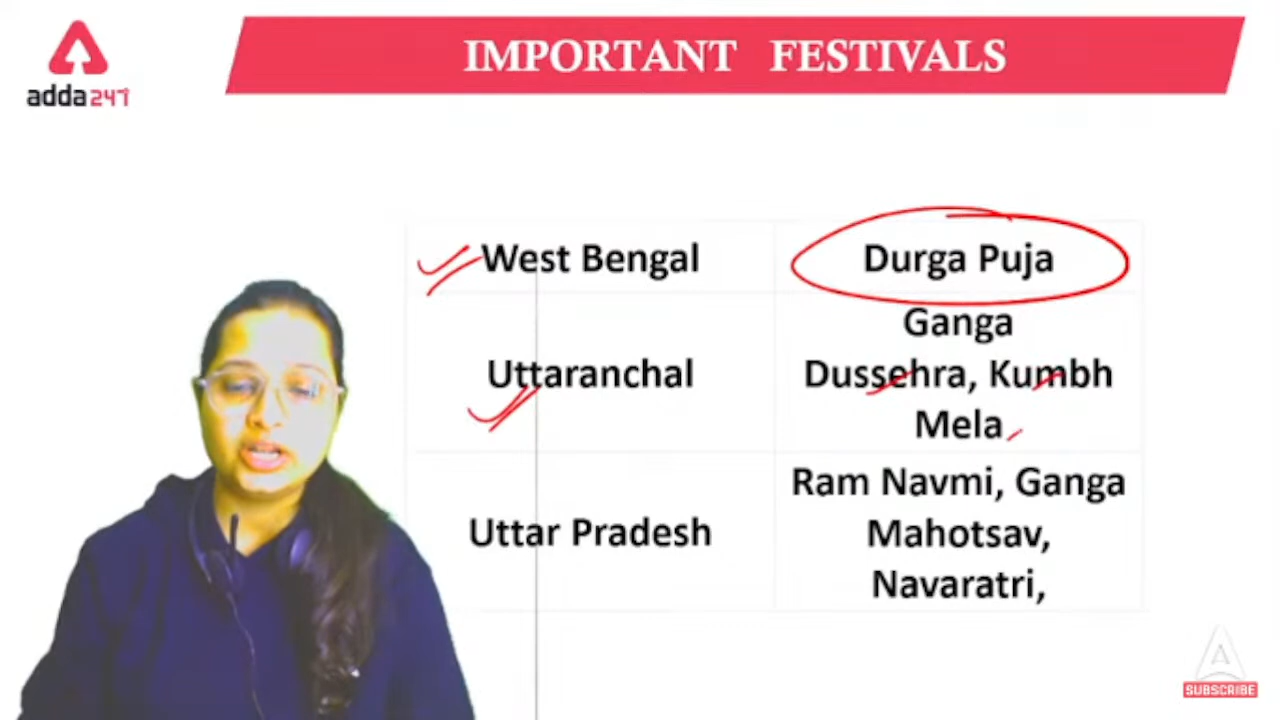 IMPORTANT FESTIVALS
adda247
West Bengal
Durga Puja
Uttaranchal
Ganga
Dussehra, Kumbh
Mela
Uttar Pradesh
Ram Navmi, Ganga
Mahotsav,
Navaratri,
SUBSCRIBE